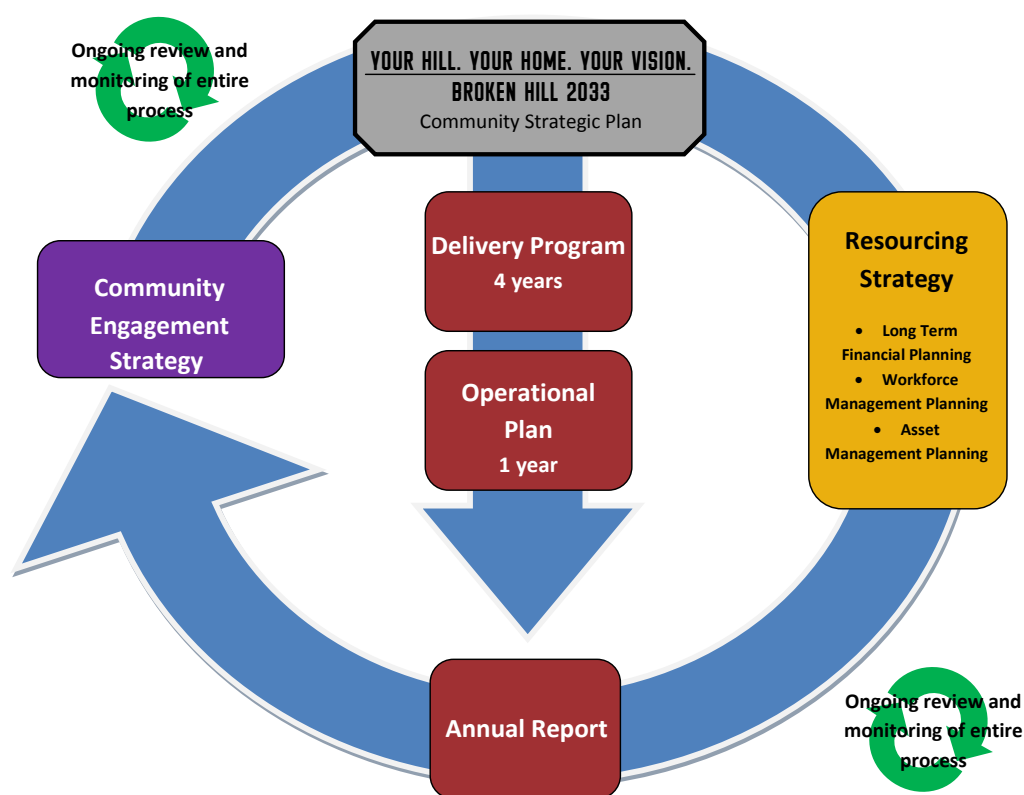 Ongoing review and
monitoring of entire
process
YOUR HILL. YOUR HOME. YOUR VISION.
BROKEN HILL 2033
Community Strategic Plan
Delivery Program
4 years
Resourcing
Strategy
• Long Term
Financial Planning
• Workforce
Management Planning
• Asset
Management Planning
Community
Engagement
Strategy
Operational
Plan
1 year
Annual Report
Ongoing review and
monitoring of entire
process